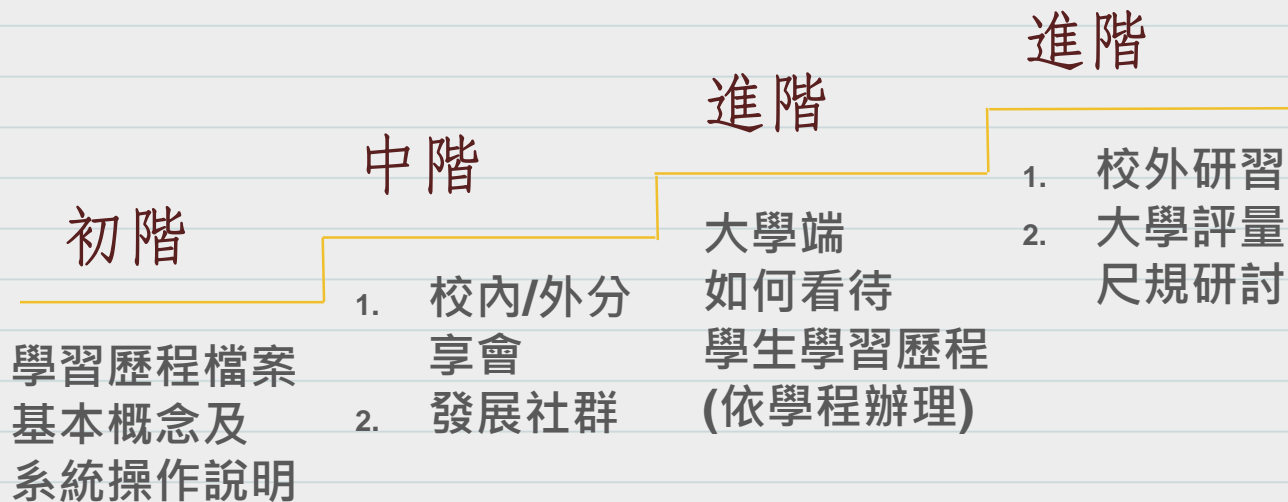 初階
學習歷程檔案
基本概念及
系統操作說明
中階
1. 校內/外分
享會
2. 發展社群
進階
大學端
如何看待
學生學習歷程
(依學程辦理)
進階
1. 校外研習
2. 大學評量
尺規研討